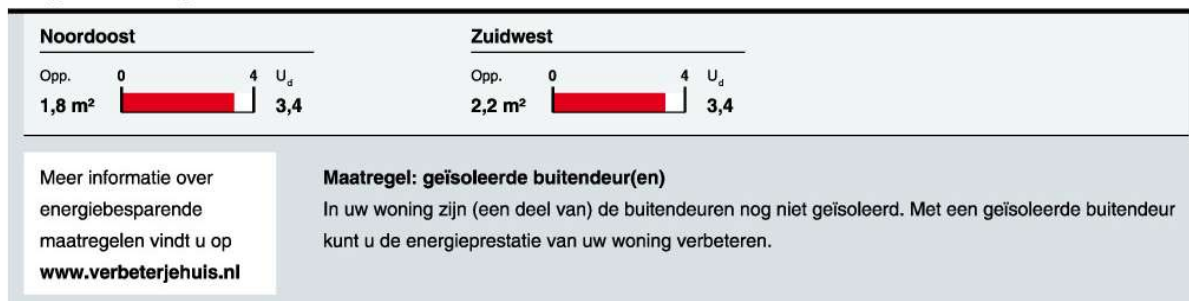 Noordoost
Opp. 0 4 U_d
1,8 m² 3,4
Zuidwest
Opp. 0 4 U_d
2,2 m² 3,4
Meer informatie over
energiebesparende
maatregelen vindt u op
www.verbeterjehuis.nl
Maatregel: geïsoleerde buitendeur(en)
In uw woning zijn (een deel van) de buitendeuren nog niet geïsoleerd. Met een geïsoleerde buitendeur
kunt u de energieprestatie van uw woning verbeteren.